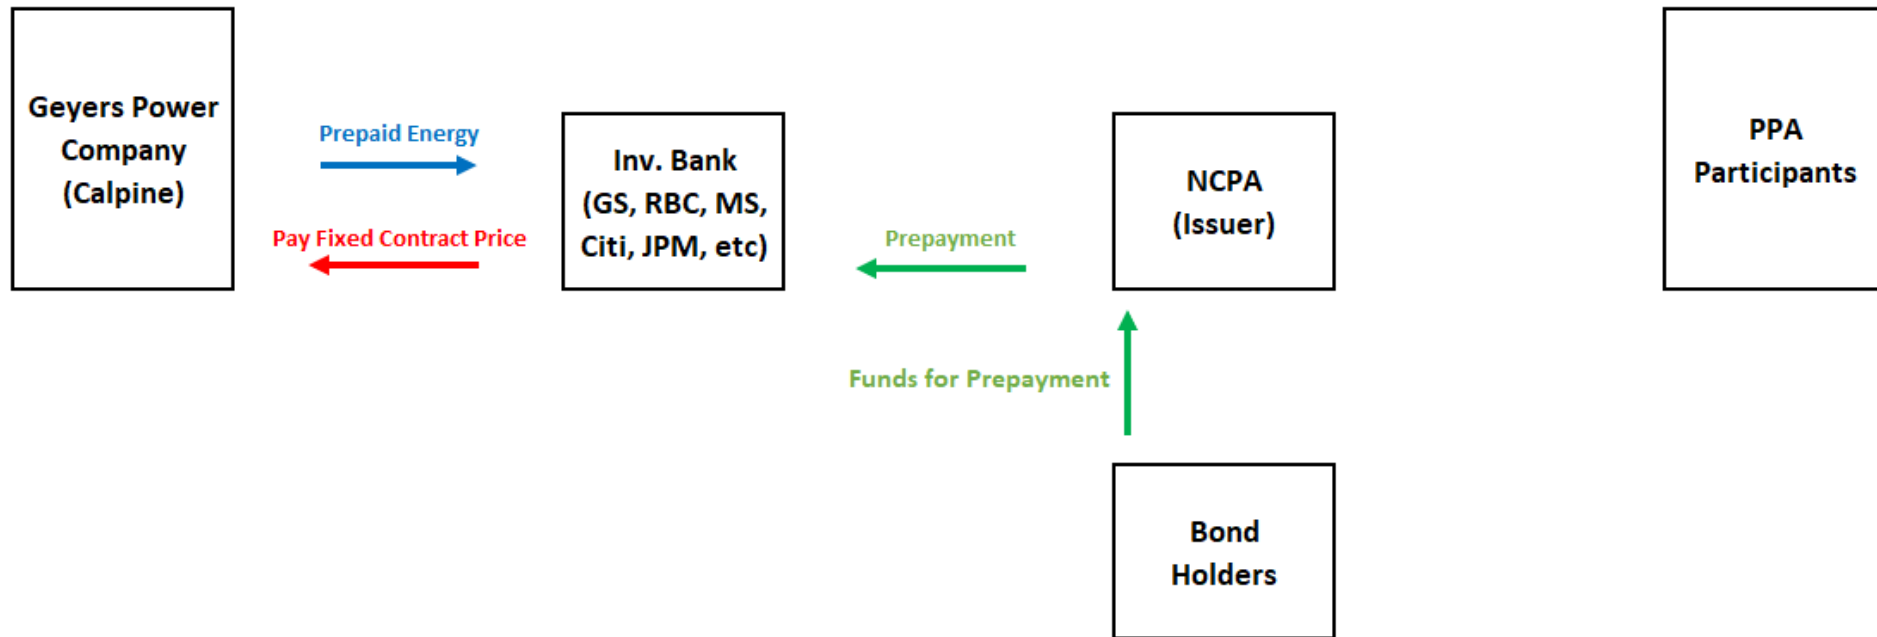 Geyers Power
Company
(Calpine)
Prepaid Energy
Pay Fixed Contract Price
Inv. Bank
(GS, RBC, MS,
Citi, JPM, etc)
Prepayment
NCPA
(Issuer)
PPA
Participants
Funds for Prepayment
Bond
Holders